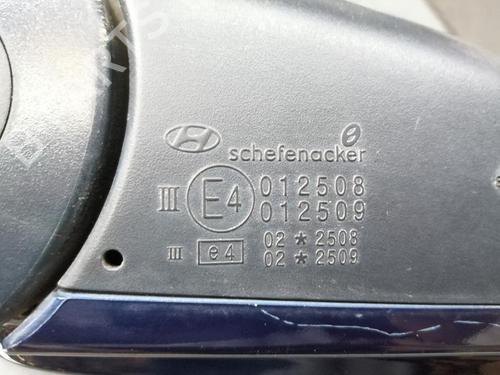 schefenacker
III E4 012508
012509
III e4 02*2508
02*2509